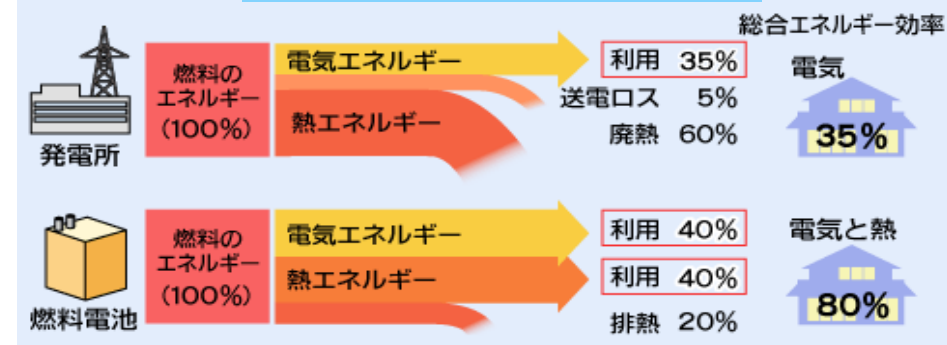 総合エネルギー効率
発電所
燃料の
エネルギー
(100%)
電気エネルギー
熱エネルギー
利用 35%
送電ロス 5%
廃熱 60%
電気
35%
燃料電池
燃料の
エネルギー
(100%)
電気エネルギー
熱エネルギー
利用 40%
利用 40%
排熱 20%
電気と熱
80%